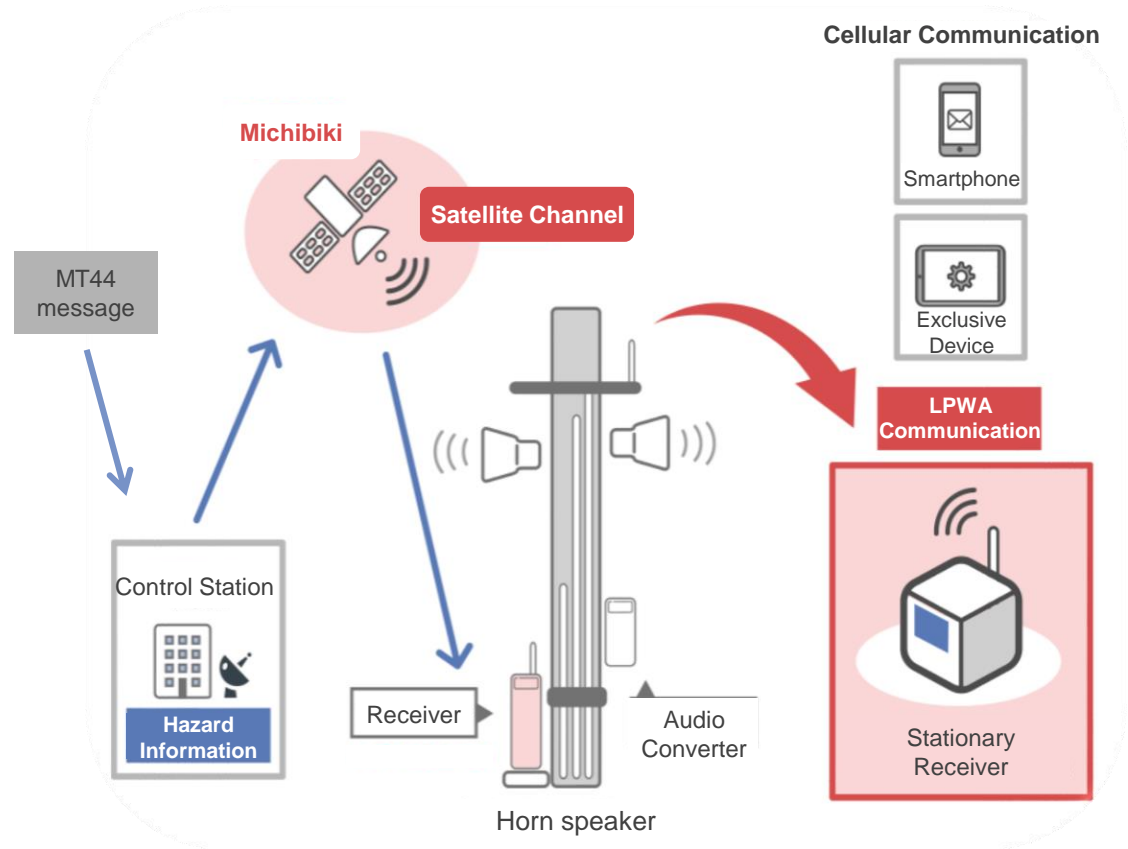 Cellular Communication
Michibiki
Satellite Channel
Smartphone
MT44
message
Exclusive
Device
LPWA
Communication
Control Station
Hazard
Information
Receiver
Audio
Converter
Stationary
Receiver
Horn speaker